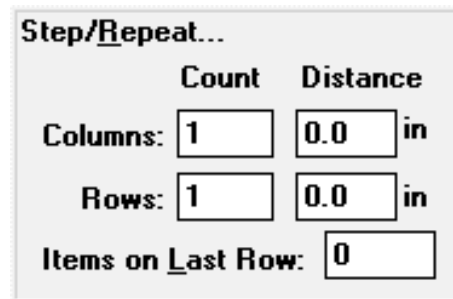 Step/Repeat...
Count Distance
Columns: 1 0.0 in
Rows: 1 0.0 in
Items on Last Row: 0